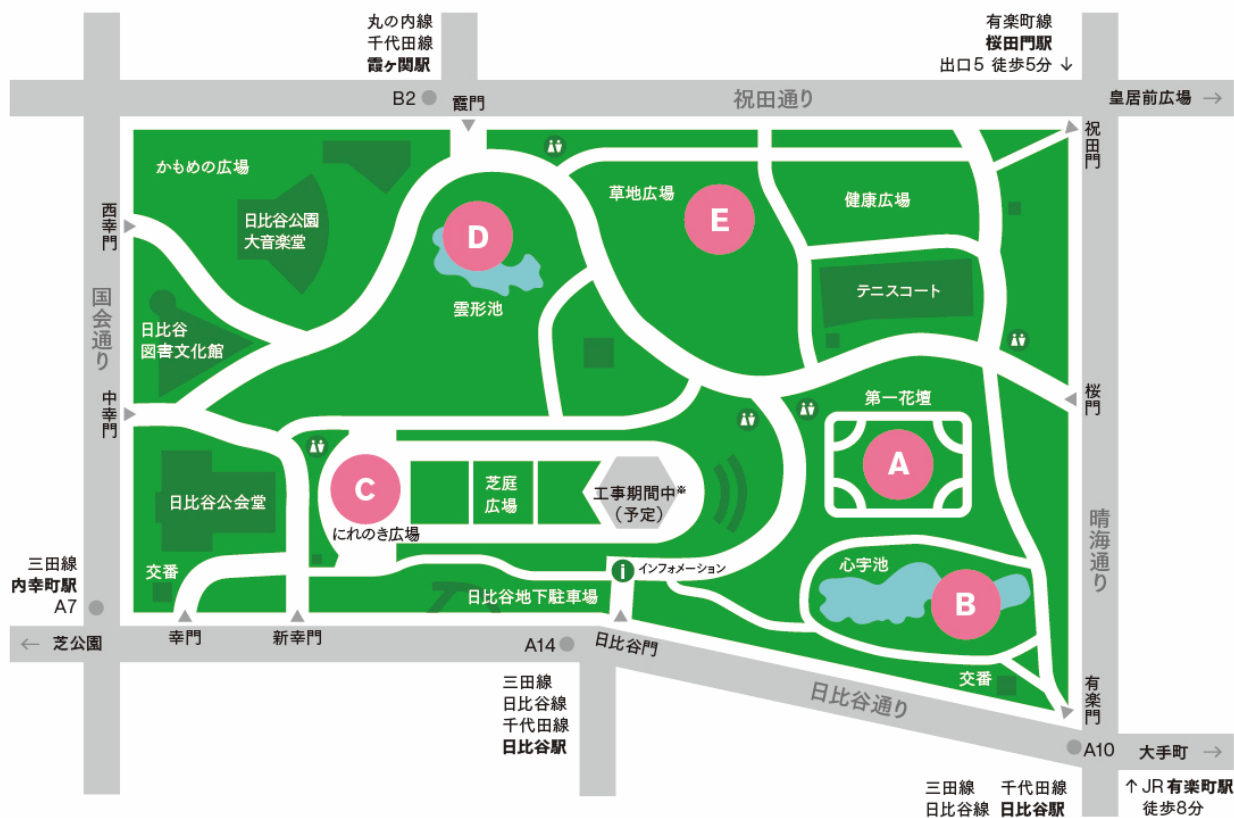 丸の内線
千代田線
霞ヶ関駅
B2
霞門
有楽町線
桜田門駅
出口5 徒歩5分 ↓
祝田通り
皇居前広場 →
祝田門
かもめの広場
日比谷公園
大音楽堂
西幸門
国会通り
日比谷
図書文化館
中幸門
D
雲形池
草地広場
E
健康広場
テニスコート
桜門
第一花壇
A
C
にれのき広場
芝庭
広場
工事期間中※
（予定）
日比谷公会堂
交番
三田線
内幸町駅
A7
← 芝公園
幸門
新幸門
日比谷地下駐車場
i インフォメーション
日比谷門
A14
三田線
日比谷線
千代田線
日比谷駅
心字池
B
交番
晴海通り
有楽門
日比谷通り
A10
大手町 →
三田線 千代田線
日比谷線 日比谷駅
↑ JR有楽町駅
徒歩8分